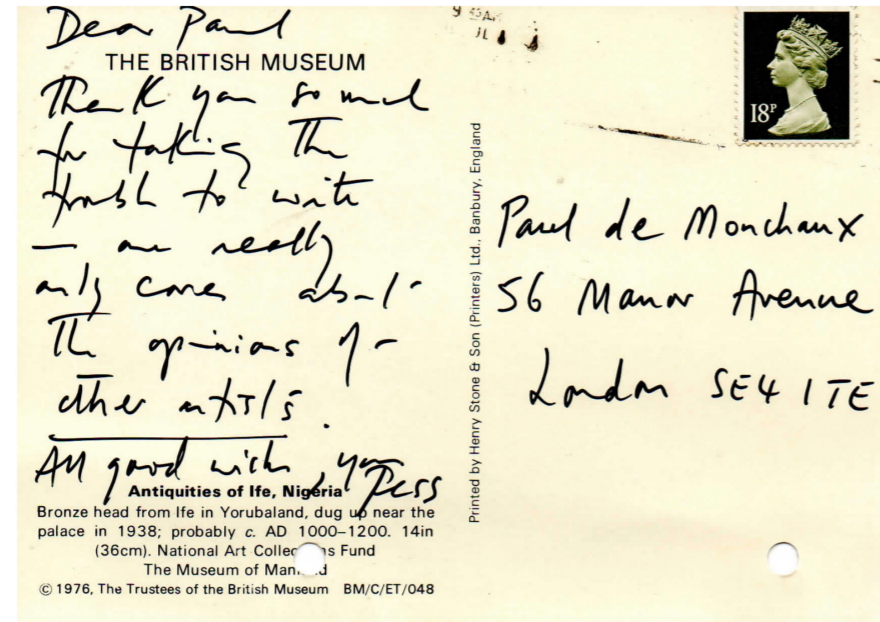 Dear Paul
THE BRITISH MUSEUM
Thank you so much
for taking the
trouble to write
— one really
only cares about
the opinions of
other artists.
All good wishes,
Antiquities of Ife, Nigeria
Bronze head from Ife in Yorubaland, dug up near the
palace in 1938; probably c. AD 1000–1200. 14in
(36cm). National Art Collec s Fund
The Museum of Man d
© 1976, The Trustees of the British Museum BM/C/ET/048
Printed by Henry Stone & Son (Printers) Ltd., Banbury, England
18P
Paul de Monchaux
56 Manor Avenue
London SE4 1TE